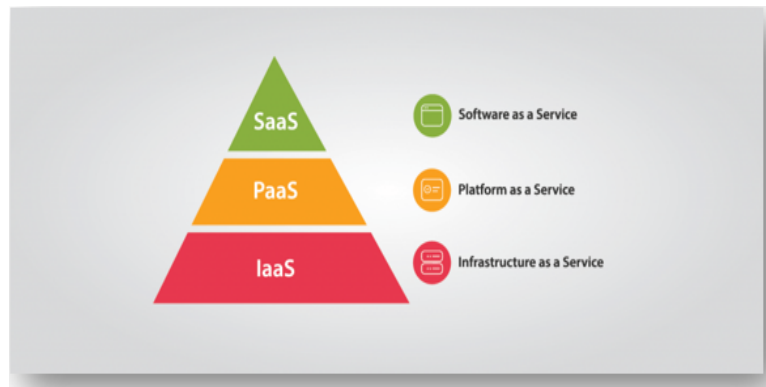 SaaS
Software as a Service
PaaS
Platform as a Service
IaaS
Infrastructure as a Service